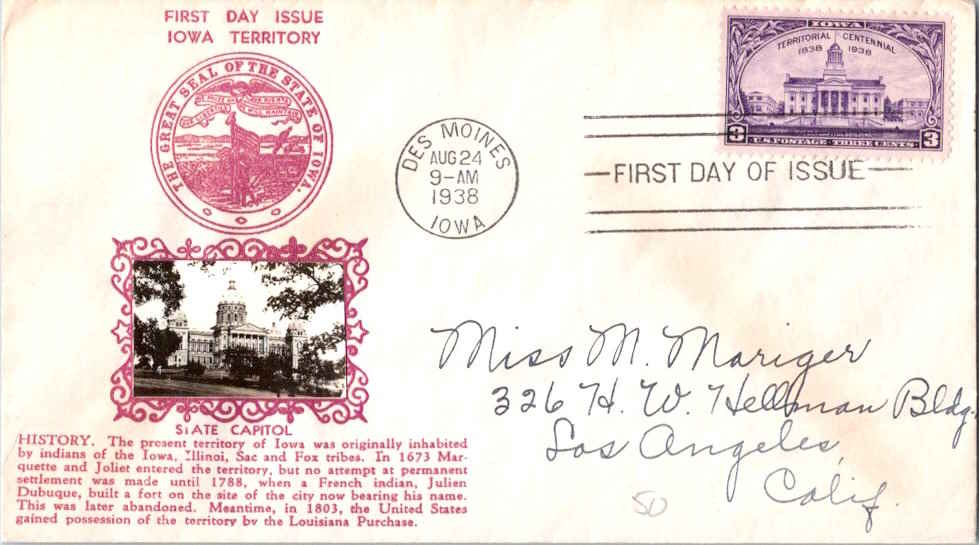 FIRST DAY ISSUE
IOWA TERRITORY
THE GREAT SEAL OF THE STATE OF IOWA.
STATE CAPITOL
HISTORY. The present territory of Iowa was originally inhabited
by indians of the Iowa, Illinoi, Sac and Fox tribes. In 1673 Mar-
quette and Joliet entered the territory, but no attempt at permanent
settlement was made until 1788, when a French indian, Julien
Dubuque, built a fort on the site of the city now bearing his name.
This was later abandoned. Meantime, in 1803, the United States
gained possession of the territory by the Louisiana Purchase.
DES MOINES
AUG 24
9-AM
1938
IOWA
FIRST DAY OF ISSUE
IOWA
TERRITORIAL CENTENNIAL
1838 1938
3 3
U.S. POSTAGE · THREE CENTS
Miss M. Mariger
326 H. W. Hellman Bldg.
Los Angeles,
Calif.
50